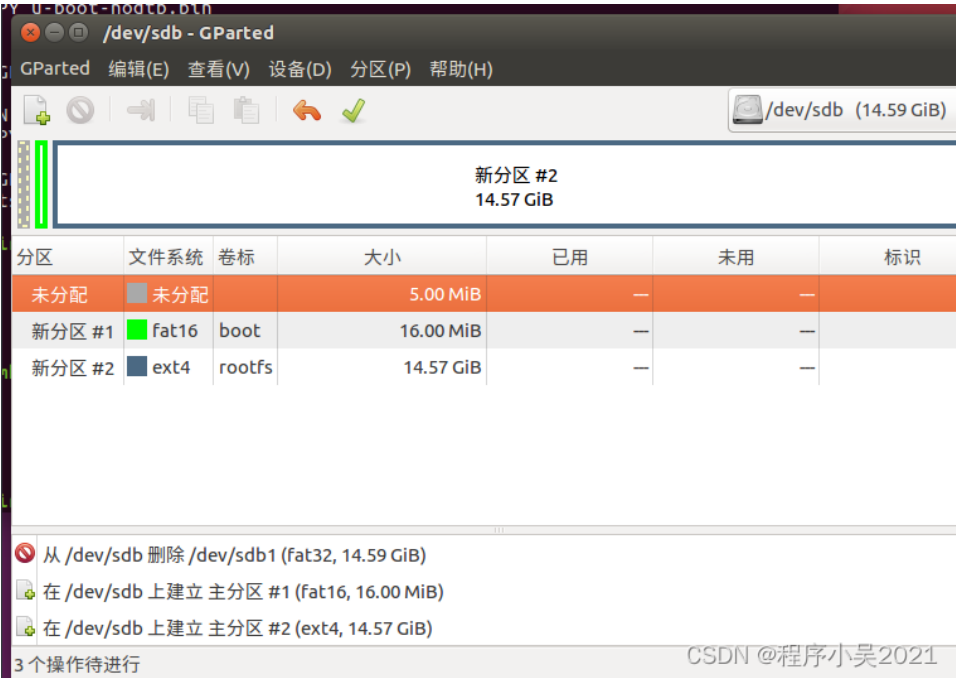 u-boot-nodtb.bin
/dev/sdb - GParted
GParted 编辑(E) 查看(V) 设备(D) 分区(P) 帮助(H)
/dev/sdb (14.59 GiB)
新分区 #2
14.57 GiB
分区 文件系统 卷标 大小 已用 未用 标识
未分配 未分配 5.00 MiB — —
新分区 #1 fat16 boot 16.00 MiB — —
新分区 #2 ext4 rootfs 14.57 GiB — —
从 /dev/sdb 删除 /dev/sdb1 (fat32, 14.59 GiB)
在 /dev/sdb 上建立 主分区 #1 (fat16, 16.00 MiB)
在 /dev/sdb 上建立 主分区 #2 (ext4, 14.57 GiB)
3 个操作待进行
CSDN @程序小吴2021